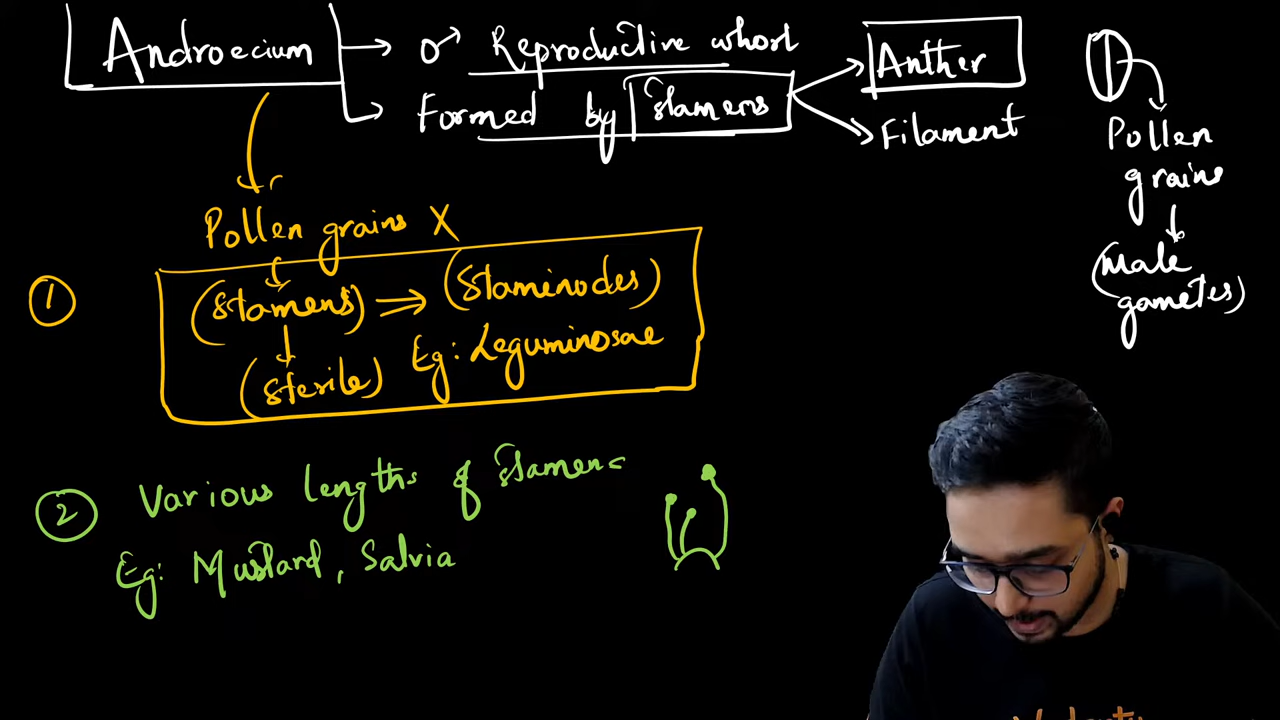 Androecium → ♂ Reproductive whorl
→ Formed by Stamens
Anther
Filament
Pollen
grains
↓
(Male
gametes)
Pollen grains X
①
(Stamens) ⇒ (Staminodes)
(Sterile) Eg: Leguminosae
② Various lengths of Stamens
Eg: Mustard, Salvia